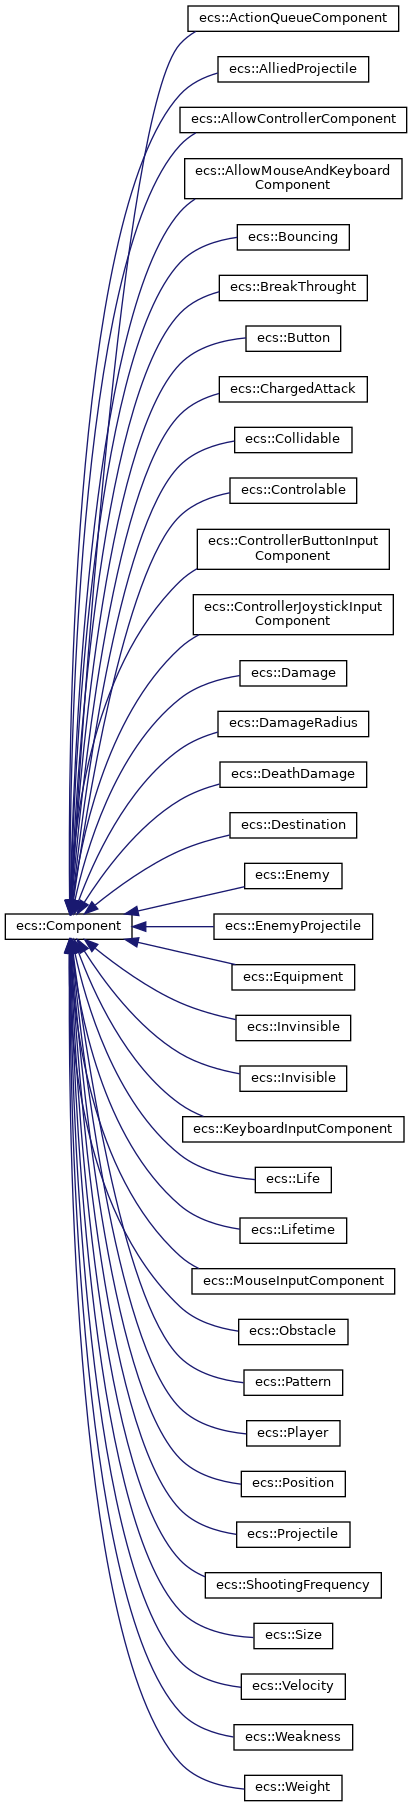 ecs::ActionQueueComponent
ecs::AlliedProjectile
ecs::AllowControllerComponent
ecs::AllowMouseAndKeyboard
Component
ecs::Bouncing
ecs::BreakThrought
ecs::Button
ecs::ChargedAttack
ecs::Collidable
ecs::Controlable
ecs::ControllerButtonInput
Component
ecs::ControllerJoystickInput
Component
ecs::Damage
ecs::DamageRadius
ecs::DeathDamage
ecs::Destination
ecs::Enemy
ecs::Component
ecs::EnemyProjectile
ecs::Equipment
ecs::Invinsible
ecs::Invisible
ecs::KeyboardInputComponent
ecs::Life
ecs::Lifetime
ecs::MouseInputComponent
ecs::Obstacle
ecs::Pattern
ecs::Player
ecs::Position
ecs::Projectile
ecs::ShootingFrequency
ecs::Size
ecs::Velocity
ecs::Weakness
ecs::Weight